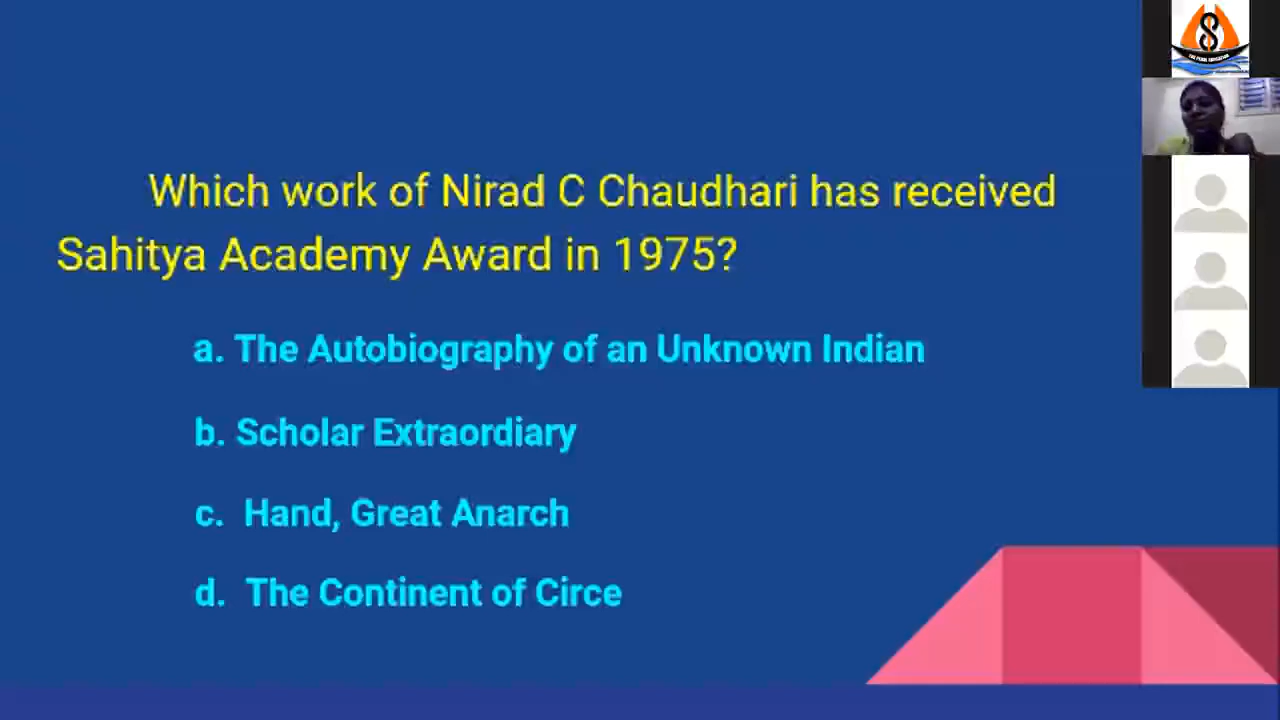 Which work of Nirad C Chaudhari has received
Sahitya Academy Award in 1975?
a. The Autobiography of an Unknown Indian
b. Scholar Extraordiary
c. Hand, Great Anarch
d. The Continent of Circe